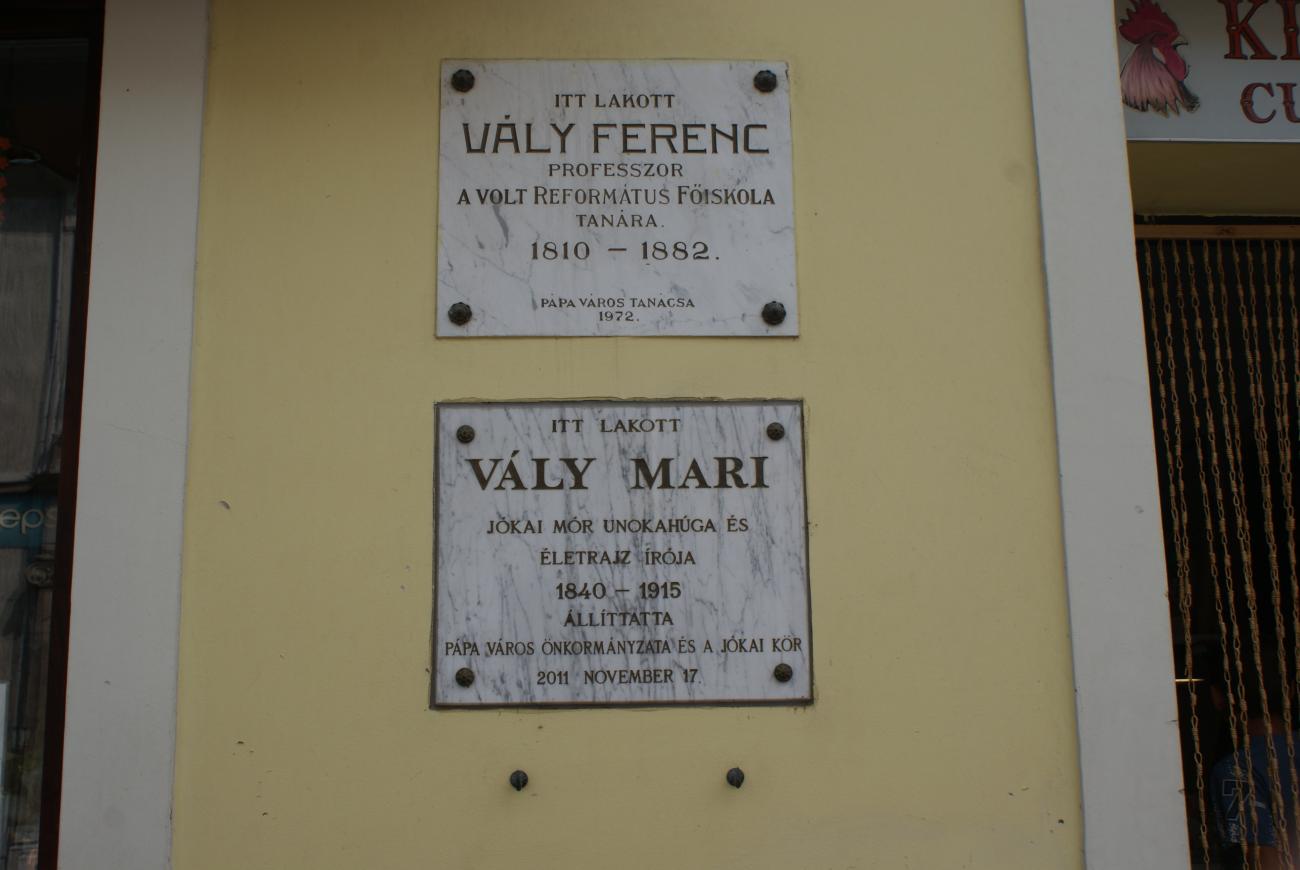 ITT LAKOTT
VÁLY FERENC
PROFESSZOR
A VOLT REFORMÁTUS FŐISKOLA
TANÁRA.
1810 – 1882.
PÁPA VÁROS TANÁCSA
1972.
ITT LAKOTT
VÁLY MARI
JÓKAI MÓR UNOKAHÚGA ÉS
ÉLETRAJZ ÍRÓJA
1840 – 1915
ÁLLÍTTATTA
PÁPA VÁROS ÖNKORMÁNYZATA ÉS A JÓKAI KÖR
2011 NOVEMBER 17.